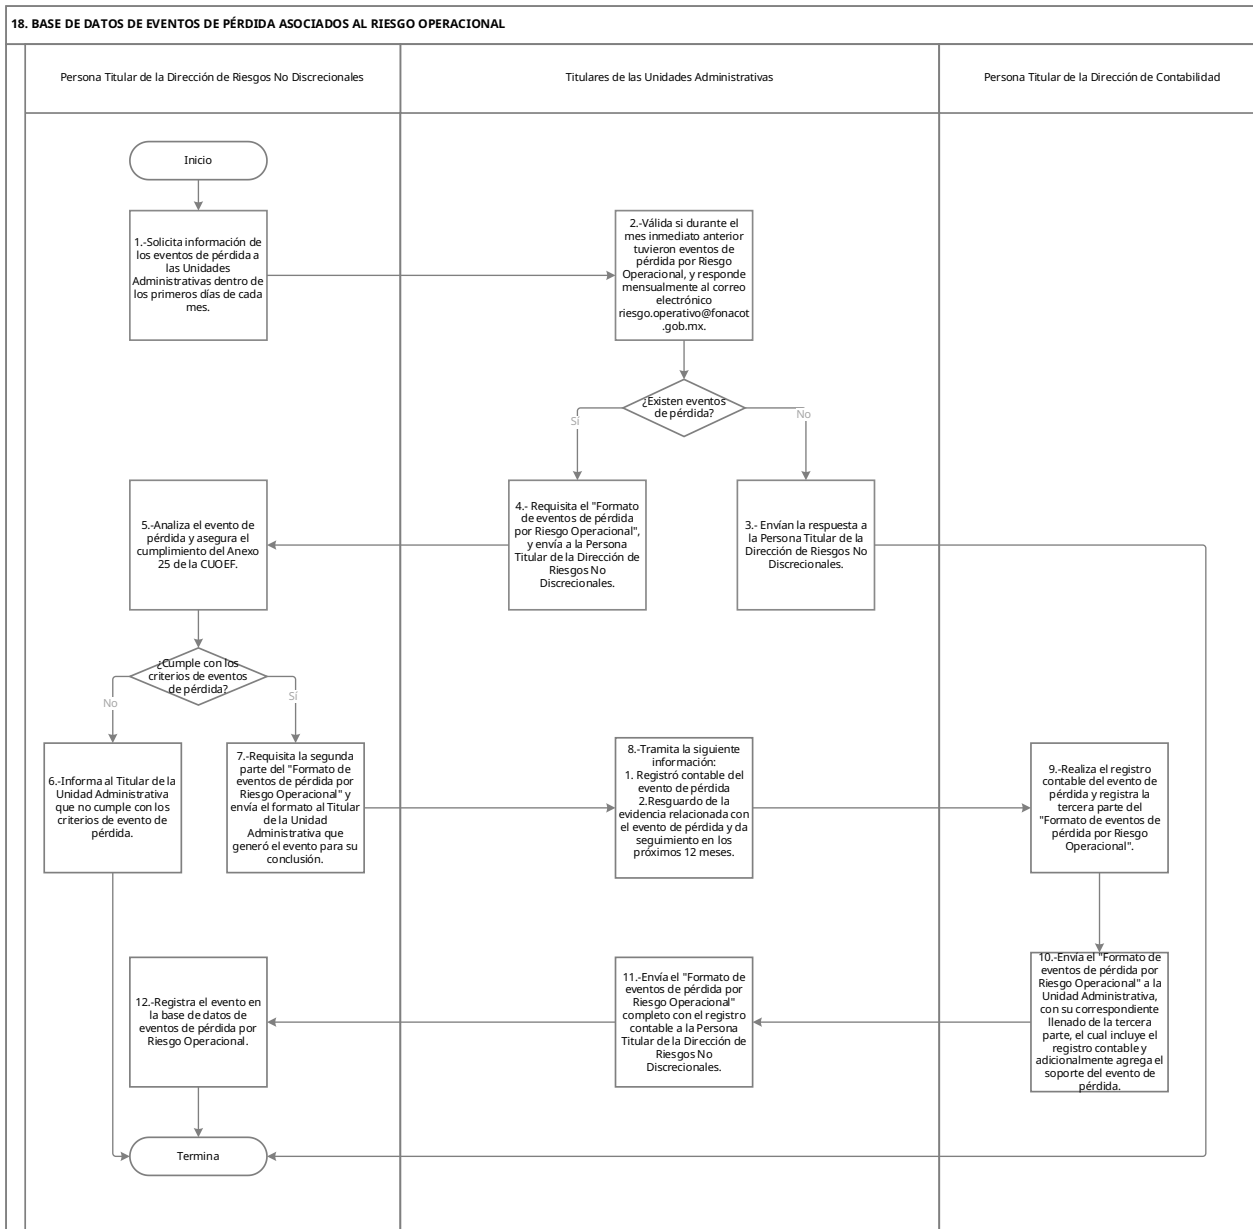 18. BASE DE DATOS DE EVENTOS DE PÉRDIDA ASOCIADOS AL RIESGO OPERACIONAL
Persona Titular de la Dirección de Riesgos No Discrecionales
Titulares de las Unidades Administrativas
Persona Titular de la Dirección de Contabilidad
Inicio
1.-Solicita información de
los eventos de pérdida a
las Unidades
Administrativas dentro de
los primeros días de cada
mes.
2.-Válida si durante el
mes inmediato anterior
tuvieron eventos de
pérdida por Riesgo
Operacional, y responde
mensualmente al correo
electrónico
riesgo.operativo@fonacot
.gob.mx.
¿Existen eventos
de pérdida?
Sí
No
4.- Requisita el "Formato
de eventos de pérdida
por Riesgo Operacional",
y envía a la Persona
Titular de la Dirección de
Riesgos No
Discrecionales.
3.- Envían la respuesta a
la Persona Titular de la
Dirección de Riesgos No
Discrecionales.
5.-Analiza el evento de
pérdida y asegura el
cumplimiento del Anexo
25 de la CUOEF.
¿Cumple con los
criterios de eventos
de pérdida?
No
Sí
6.-Informa al Titular de la
Unidad Administrativa
que no cumple con los
criterios de evento de
pérdida.
7.-Requisita la segunda
parte del "Formato de
eventos de pérdida por
Riesgo Operacional" y
envía el formato al Titular
de la Unidad
Administrativa que
generó el evento para su
conclusión.
8.-Tramita la siguiente
información:
1. Registró contable del
evento de pérdida
2.Resguardo de la
evidencia relacionada con
el evento de pérdida y da
seguimiento en los
próximos 12 meses.
9.-Realiza el registro
contable del evento de
pérdida y registra la
tercera parte del
"Formato de eventos de
pérdida por Riesgo
Operacional".
10.-Envía el "Formato de
eventos de pérdida por
Riesgo Operacional" a la
Unidad Administrativa,
con su correspondiente
llenado de la tercera
parte, el cual incluye el
registro contable y
adicionalmente agrega el
soporte del evento de
pérdida.
11.-Envía el "Formato de
eventos de pérdida por
Riesgo Operacional"
completo con el registro
contable a la Persona
Titular de la Dirección de
Riesgos No
Discrecionales.
12.-Registra el evento en
la base de datos de
eventos de pérdida por
Riesgo Operacional.
Termina